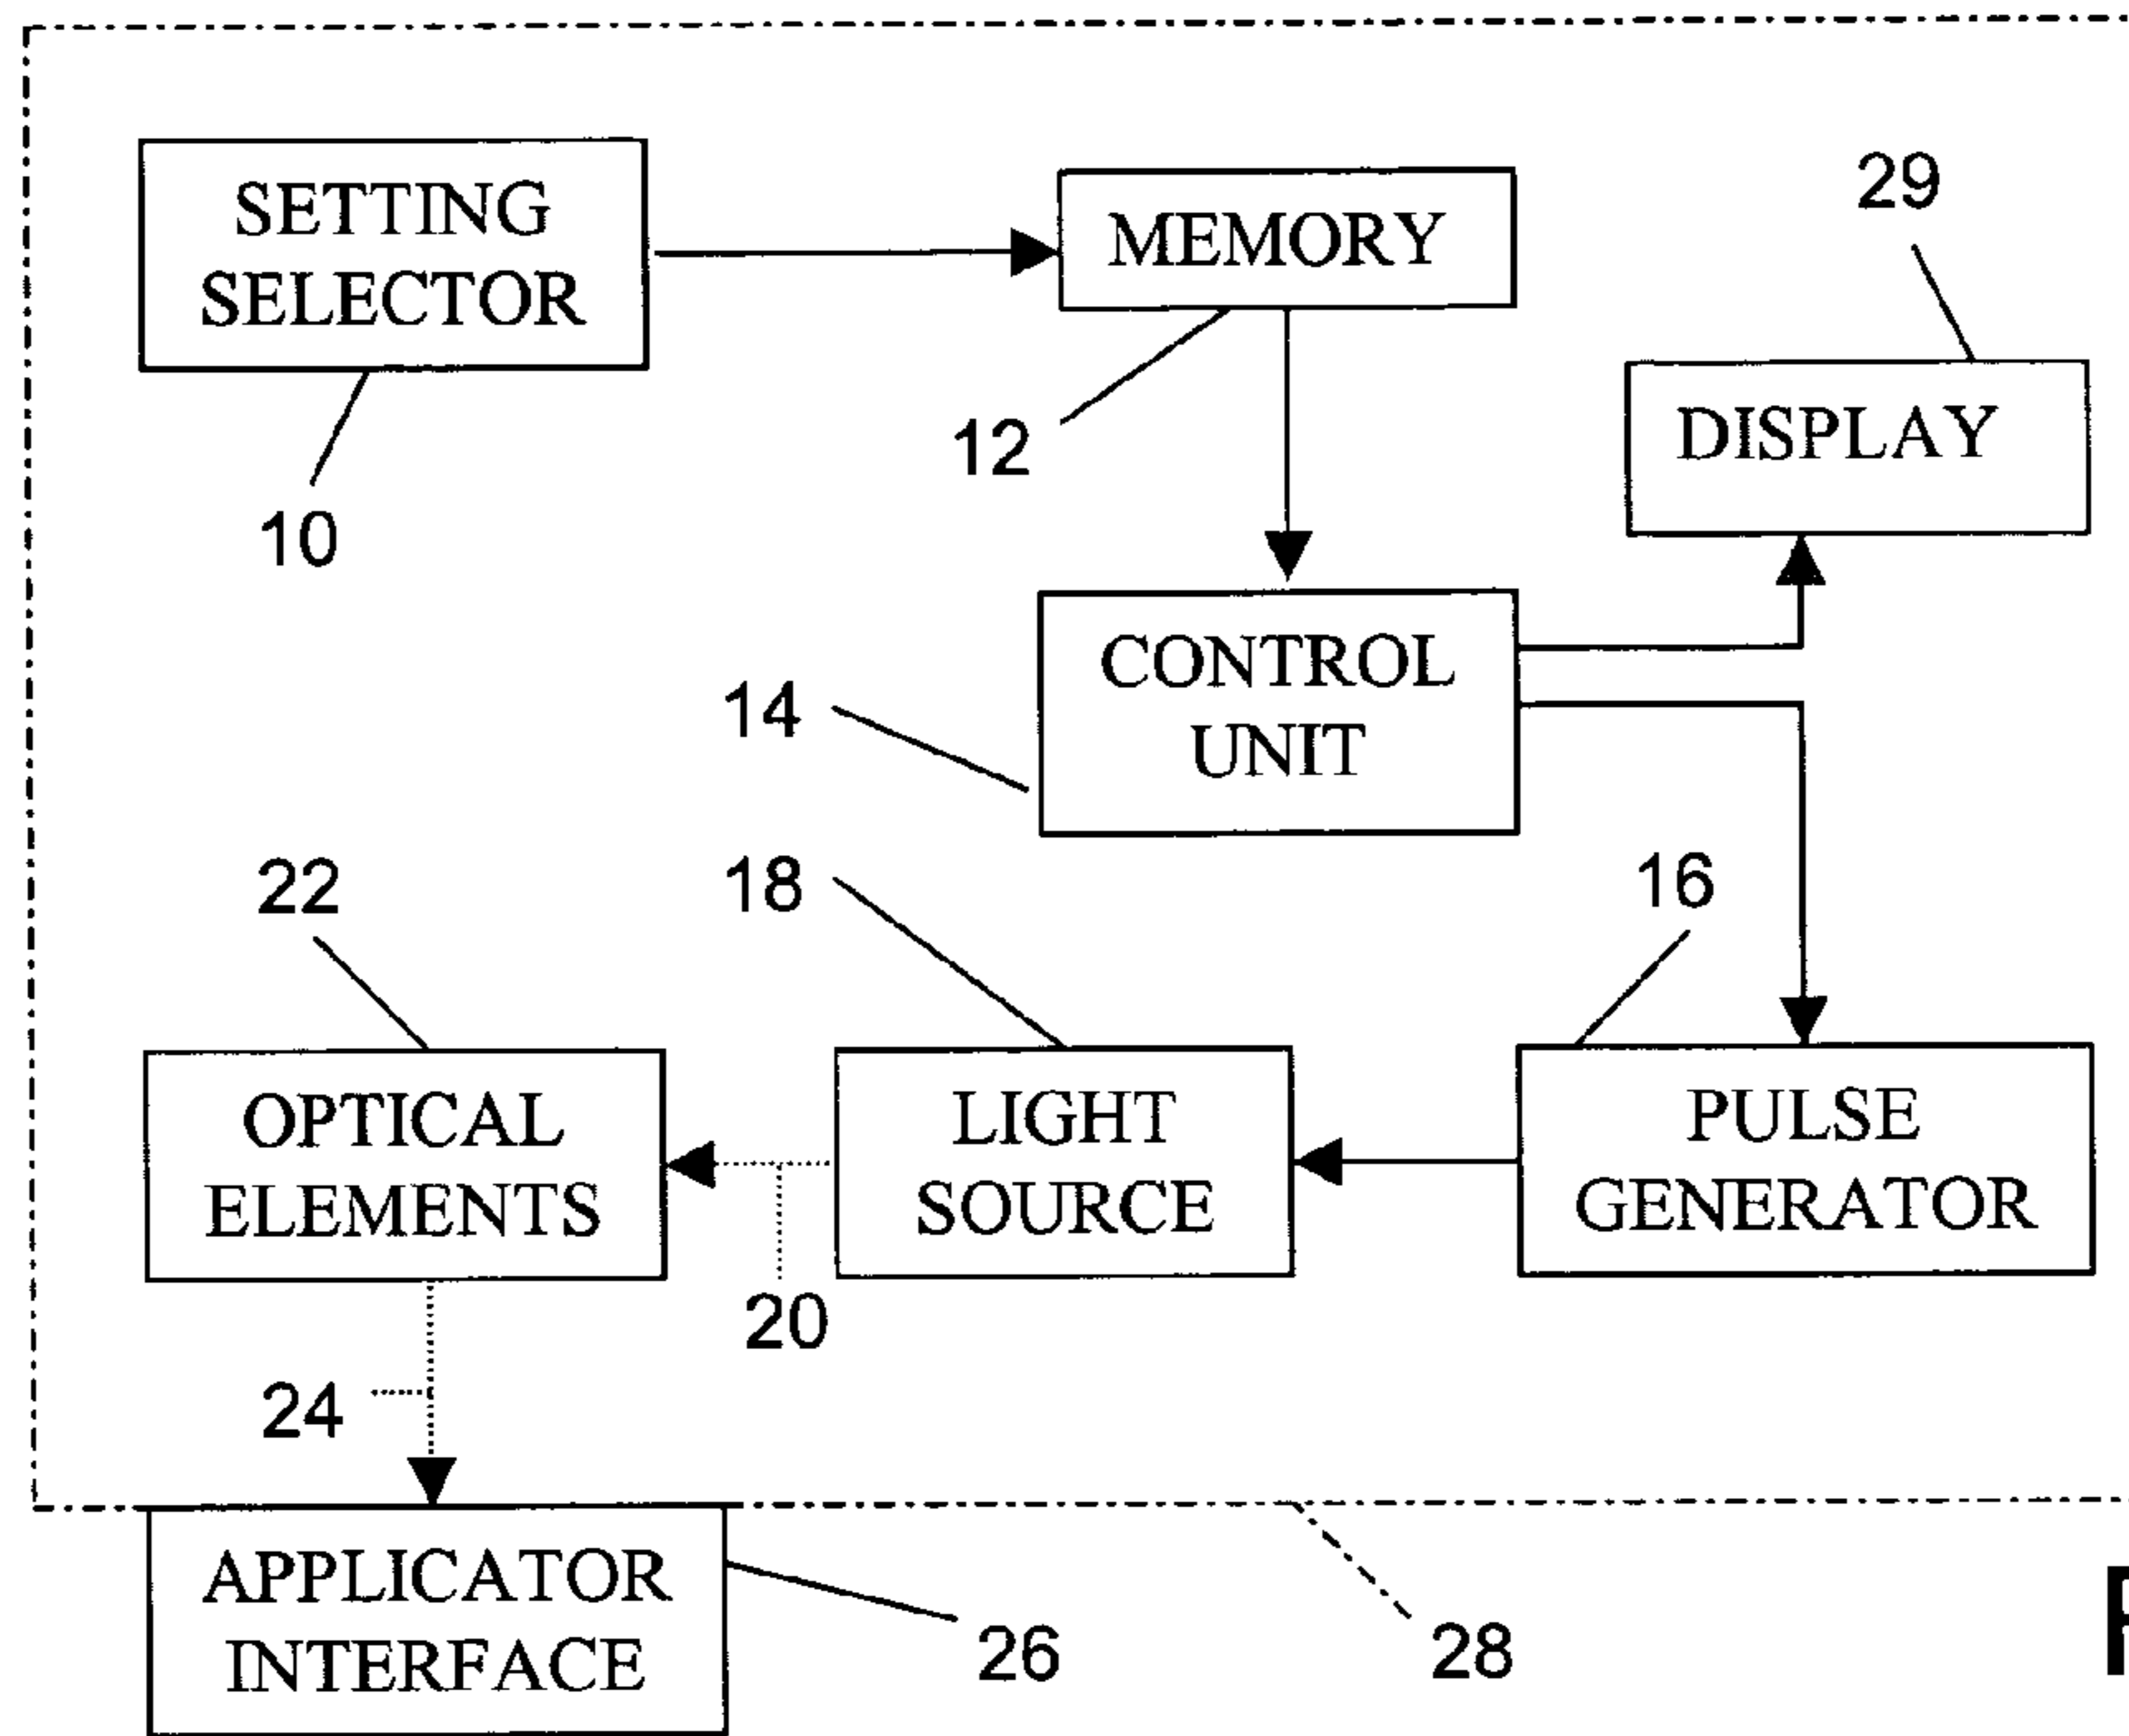 SETTING
SELECTOR
10
MEMORY
12
29
DISPLAY
CONTROL
UNIT
14
22
18
16
OPTICAL
ELEMENTS
LIGHT
SOURCE
PULSE
GENERATOR
20
24
APPLICATOR
INTERFACE
26
28